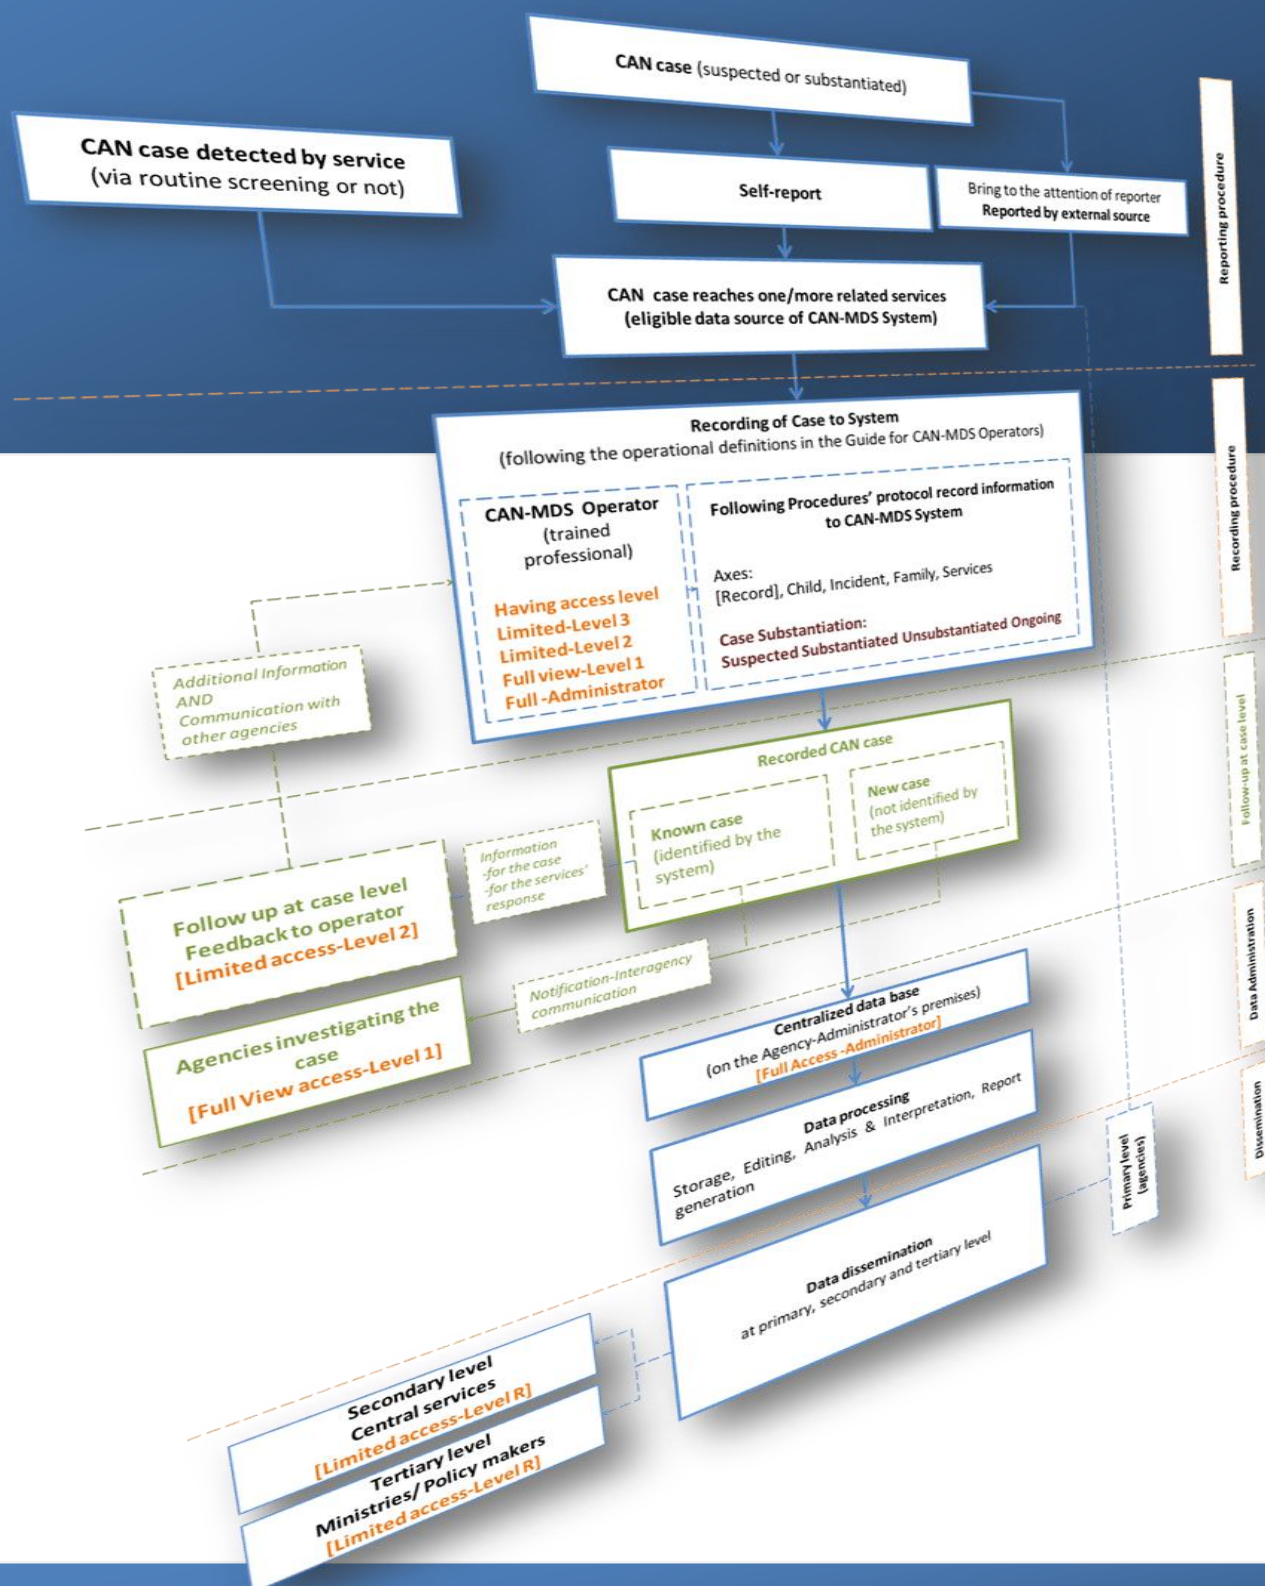 CAN case (suspected or substantiated)
CAN case detected by service
(via routine screening or not)
Self-report
Bring to the attention of reporter
Reported by external source
Reporting procedure
CAN case reaches one/more related services
(eligible data source of CAN-MDS System)
Recording of Case to System
(following the operational definitions in the Guide for CAN-MDS Operators)
CAN-MDS Operator
(trained
professional)
Having access level
Limited-Level 3
Limited-Level 2
Full view-Level 1
Full -Administrator
Following Procedures' protocol record information
to CAN-MDS System
Axes:
[Record], Child, Incident, Family, Services
Case Substantiation:
Suspected Substantiated Unsubstantiated Ongoing
Recording procedure
Additional Information
AND
Communication with
other agencies
Recorded CAN case
Known case
(identified by the
system)
New case
(not identified by
the system)
Follow-up at case level
Information
-for the case
-for the services'
response
Follow up at case level
Feedback to operator
[Limited access-Level 2]
Notification-Interagency
communication
Agencies investigating the
case
[Full View access-Level 1]
Centralized data base
(on the Agency-Administrator's premises)
[Full Access -Administrator]
Data Administration
Data processing
Storage, Editing, Analysis & Interpretation, Report
generation
Dissemination
Primary level
(agencies)
Data dissemination
at primary, secondary and tertiary level
Secondary level
Central services
[Limited access-Level R]
Tertiary level
Ministries/ Policy makers
[Limited access-Level R]